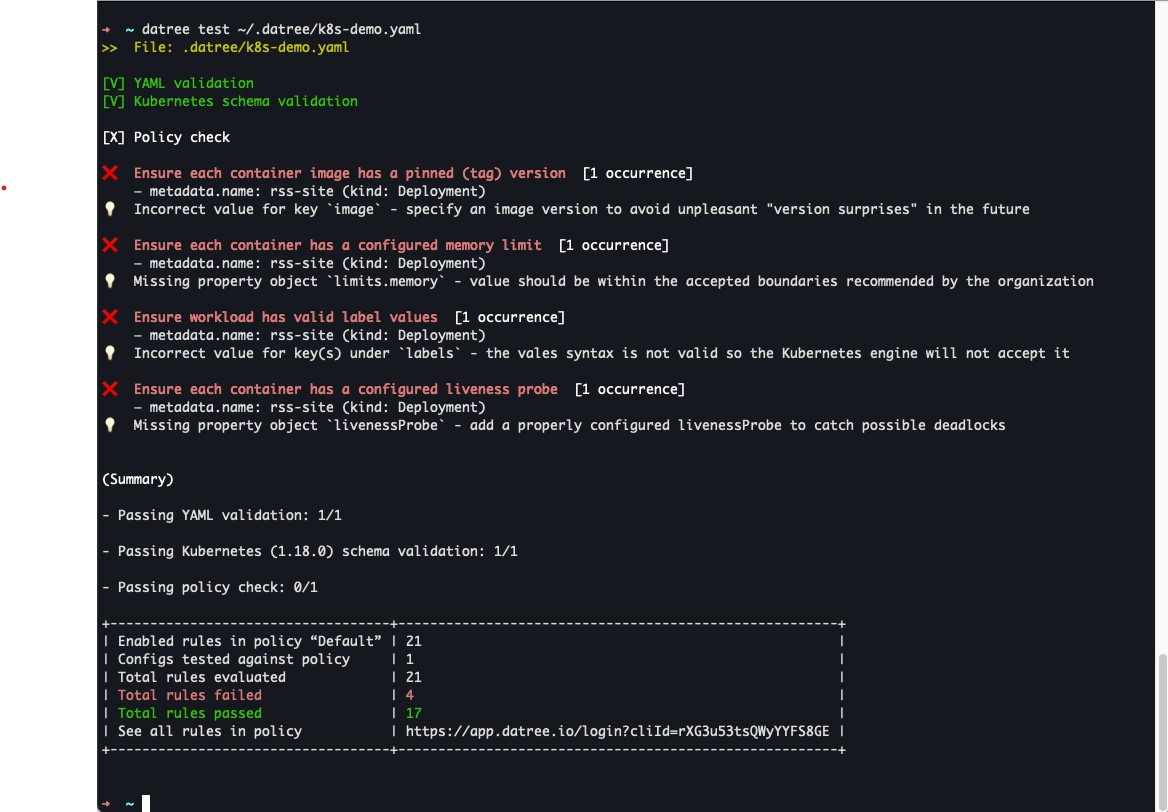 ➜ ~ datree test ~/.datree/k8s-demo.yaml
>> File: .datree/k8s-demo.yaml
[V] YAML validation
[V] Kubernetes schema validation
[X] Policy check
❌ Ensure each container image has a pinned (tag) version [1 occurrence]
— metadata.name: rss-site (kind: Deployment)
💡 Incorrect value for key `image` - specify an image version to avoid unpleasant "version surprises" in the future
❌ Ensure each container has a configured memory limit [1 occurrence]
— metadata.name: rss-site (kind: Deployment)
💡 Missing property object `limits.memory` - value should be within the accepted boundaries recommended by the organization
❌ Ensure workload has valid label values [1 occurrence]
— metadata.name: rss-site (kind: Deployment)
💡 Incorrect value for key(s) under `labels` - the vales syntax is not valid so the Kubernetes engine will not accept it
❌ Ensure each container has a configured liveness probe [1 occurrence]
— metadata.name: rss-site (kind: Deployment)
💡 Missing property object `livenessProbe` - add a properly configured livenessProbe to catch possible deadlocks
(Summary)
- Passing YAML validation: 1/1
- Passing Kubernetes (1.18.0) schema validation: 1/1
- Passing policy check: 0/1
+-----------------------------------+-------------------------------------------------------+
| Enabled rules in policy “Default” | 21 |
| Configs tested against policy | 1 |
| Total rules evaluated | 21 |
| Total rules failed | 4 |
| Total rules passed | 17 |
| See all rules in policy | https://app.datree.io/login?cliId=rXG3u53tsQWyYYFS8GE |
+-----------------------------------+-------------------------------------------------------+
➜ ~